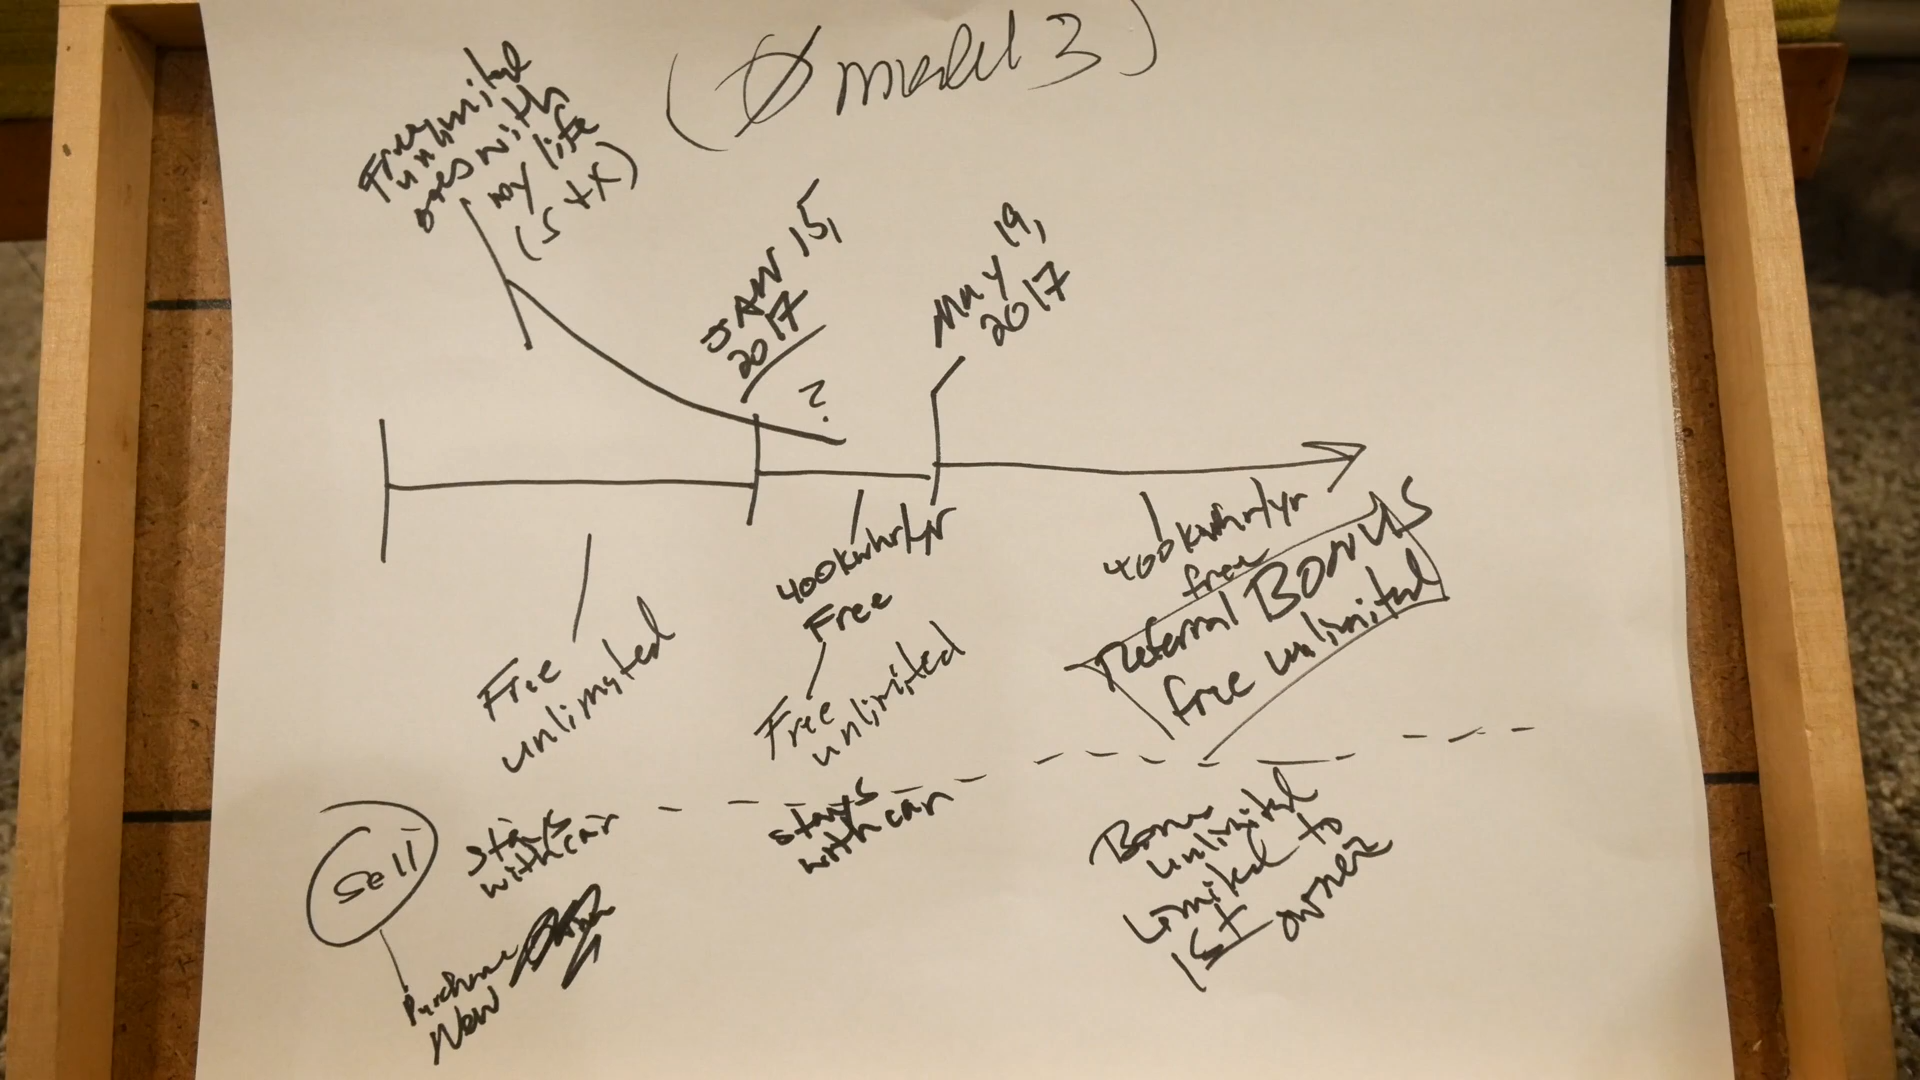 (Ø model 3)
Free
unlimited
goes with
my life
(S + X)
JAN 15,
2017
?
May 19,
2017
400kwhr/yr
Free
400kwhr/yr
free
Referral BONUS
free unlimited
Free
unlimited
Free
unlimited
stays
with car
stays
with car
Bonus
unlimited
Limited to
1st owner
Sell
Purchase
New